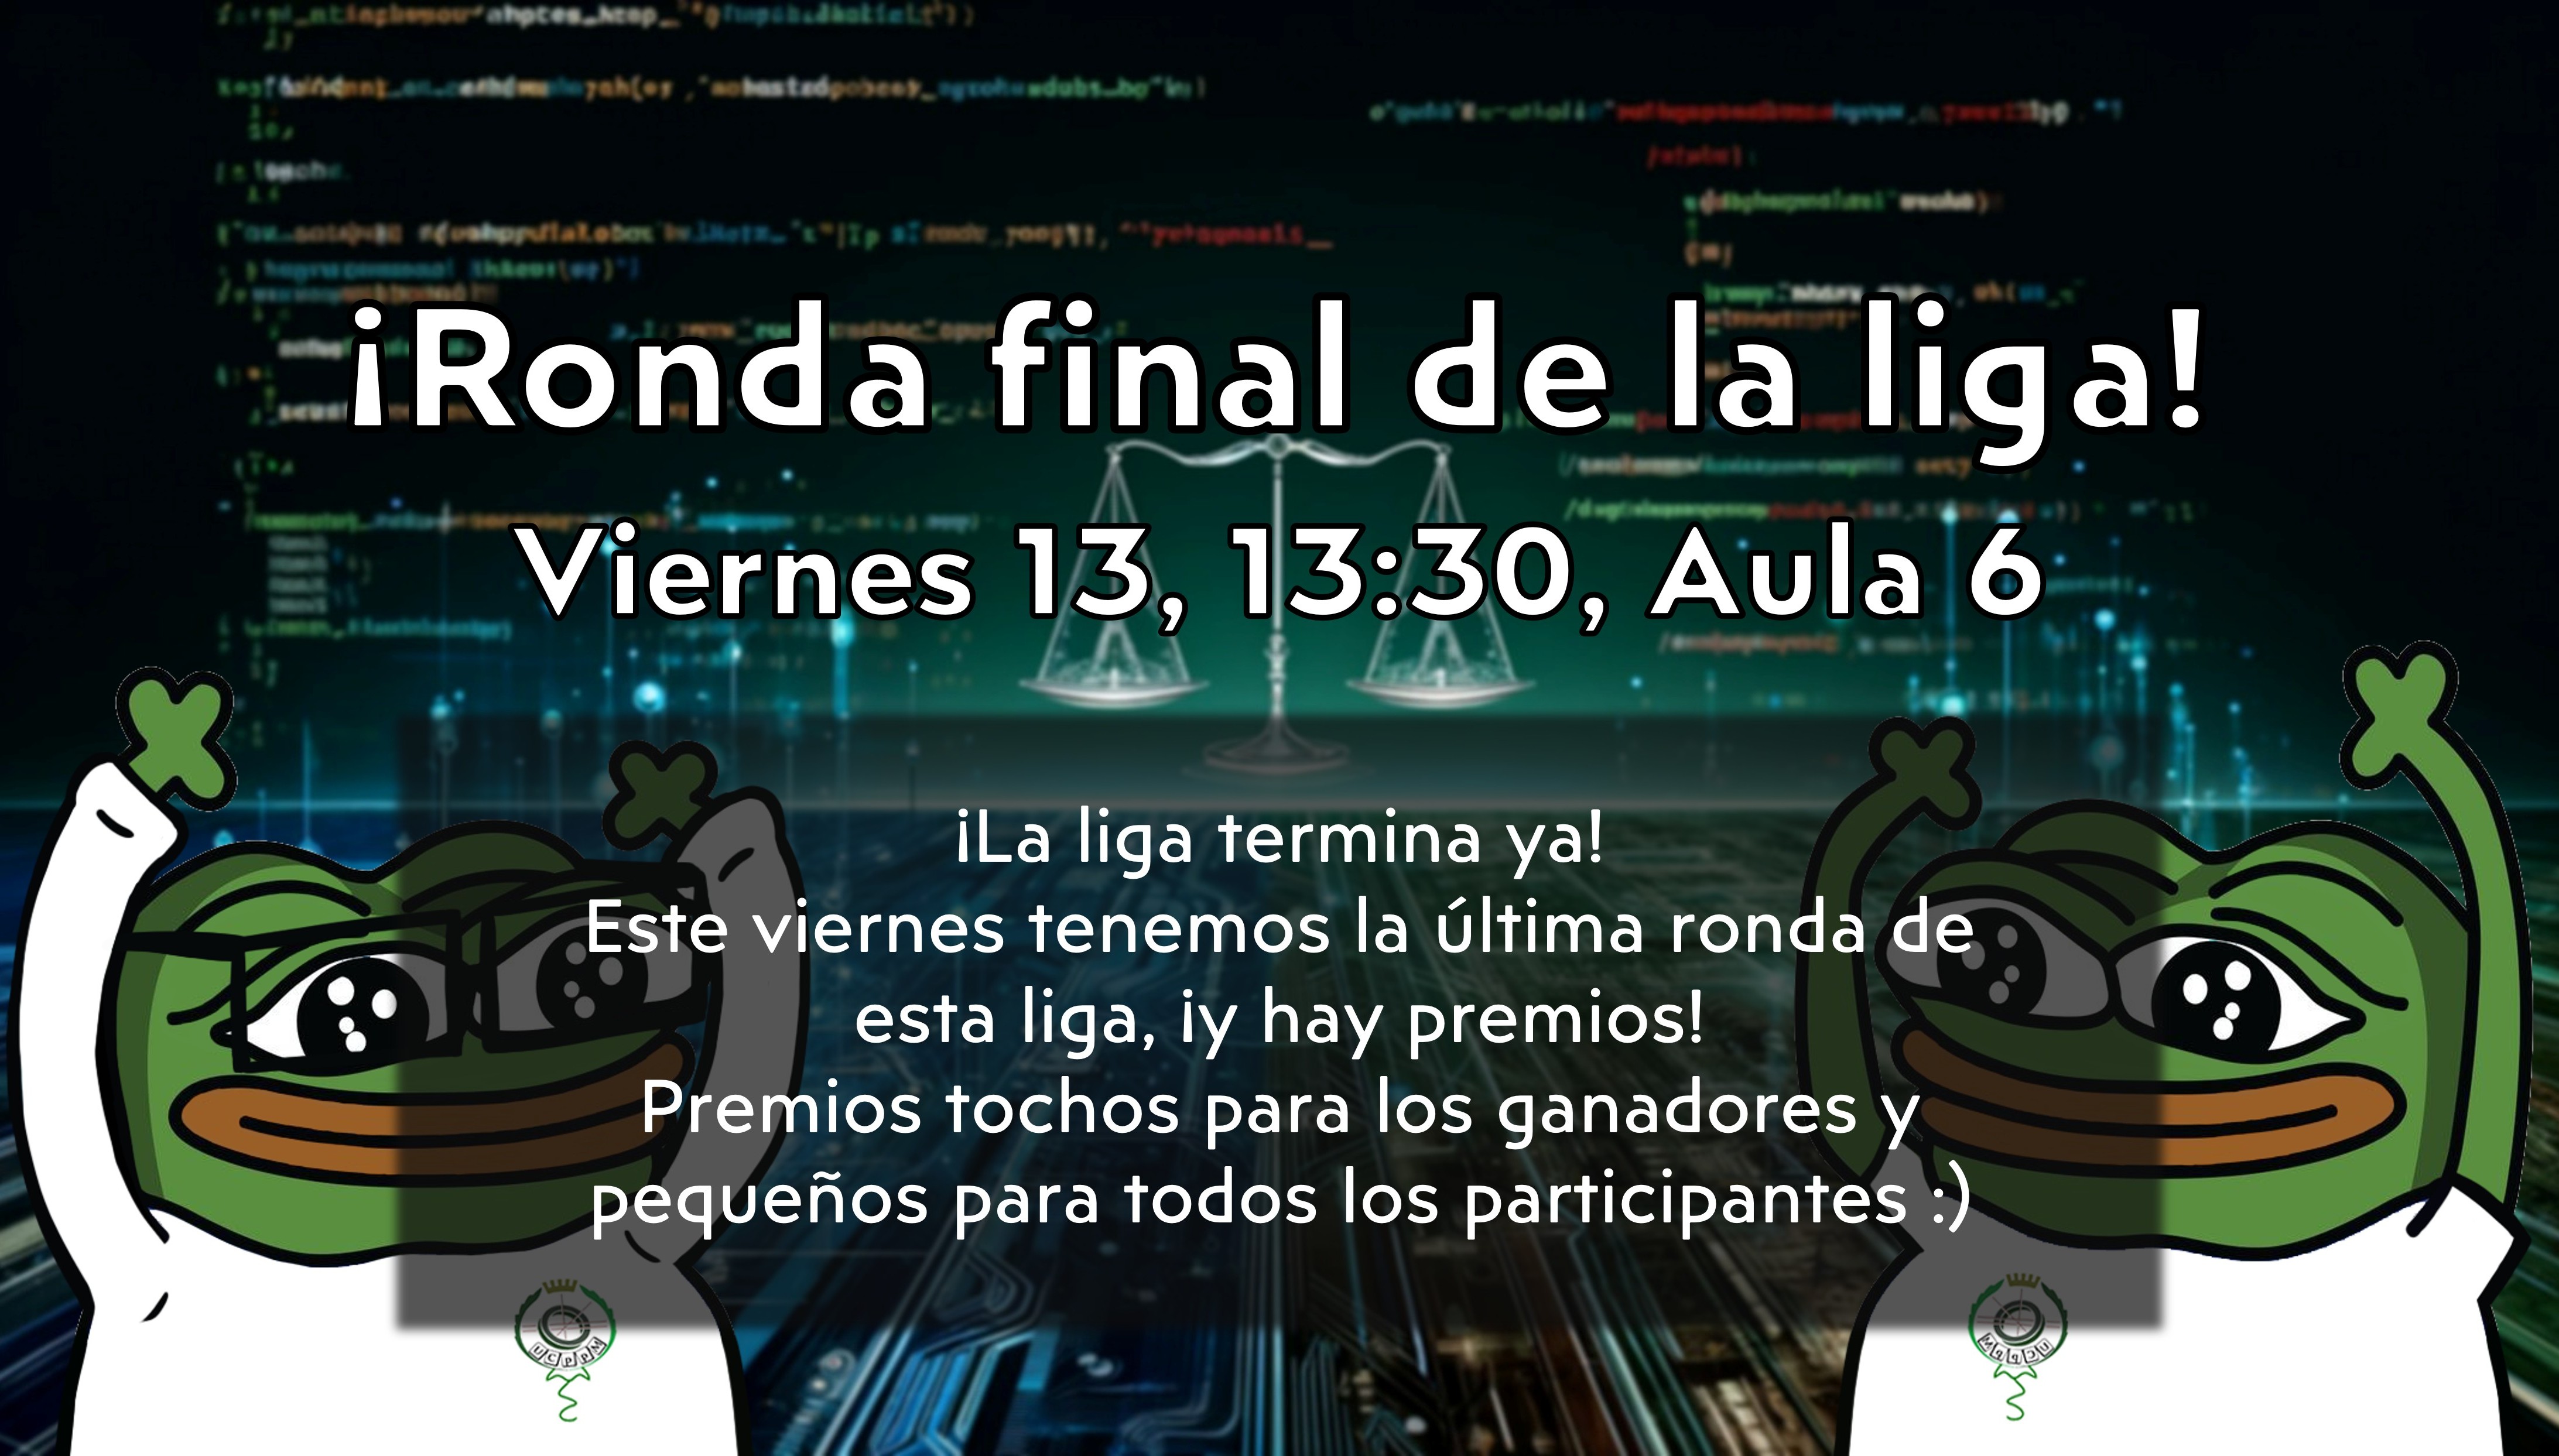 ¡Ronda final de la liga!
Viernes 13, 13:30, Aula 6
¡La liga termina ya!
Este viernes tenemos la última ronda de
esta liga, ¡y hay premios!
Premios tochos para los ganadores y
pequeños para todos los participantes :)
UCPPM